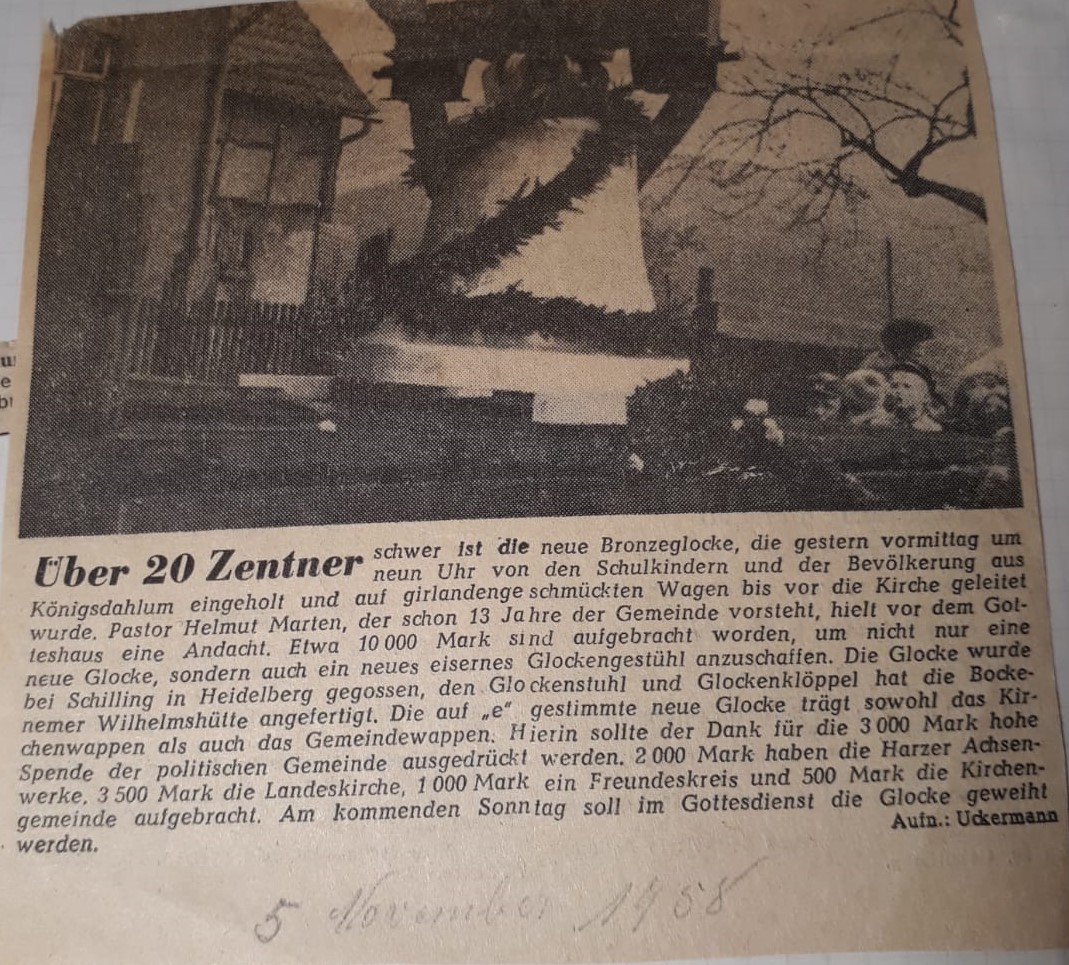 Über 20 Zentner schwer ist die neue Bronzeglocke, die gestern vormittag um
neun Uhr von den Schulkindern und der Bevölkerung aus
Königsdahlum eingeholt und auf girlandengeschmückten Wagen bis vor die Kirche geleitet
wurde. Pastor Helmut Marten, der schon 13 Jahre der Gemeinde vorsteht, hielt vor dem Got-
teshaus eine Andacht. Etwa 10 000 Mark sind aufgebracht worden, um nicht nur eine
neue Glocke, sondern auch ein neues eisernes Glockengestühl anzuschaffen. Die Glocke wurde
bei Schilling in Heidelberg gegossen, den Glockenstuhl und Glockenklöppel hat die Bocke-
nemer Wilhelmshütte angefertigt. Die auf „e" gestimmte neue Glocke trägt sowohl das Kir-
chenwappen als auch das Gemeindewappen. Hierin sollte der Dank für die 3 000 Mark hohe
Spende der politischen Gemeinde ausgedrückt werden. 2 000 Mark haben die Harzer Achsen-
werke, 3 500 Mark die Landeskirche, 1 000 Mark ein Freundeskreis und 500 Mark die Kirchen-
gemeinde aufgebracht. Am kommenden Sonntag soll im Gottesdienst die Glocke geweiht
werden.
Aufn.: Uckermann
5 November 1958